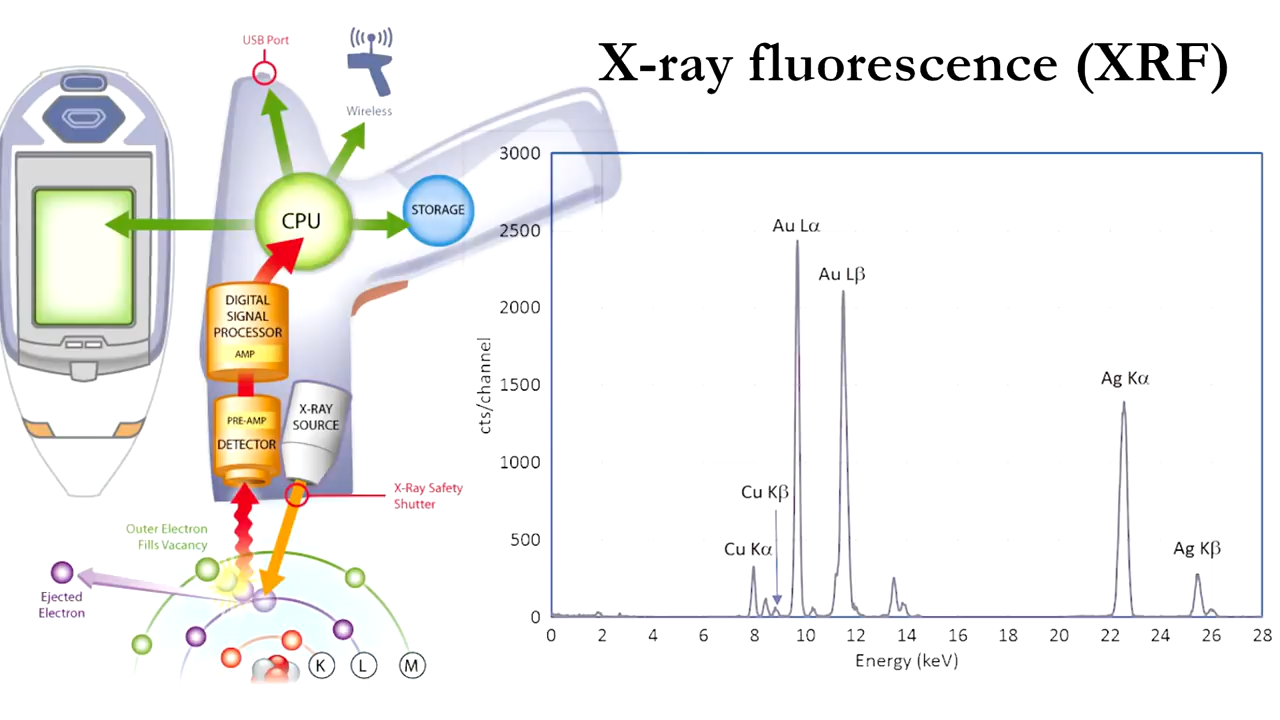 X-ray fluorescence (XRF)
USB Port
Wireless
CPU
STORAGE
DIGITAL
SIGNAL
PROCESSOR
AMP
PRE-AMP
DETECTOR
X-RAY
SOURCE
X-Ray Safety
Shutter
Outer Electron
Fills Vacancy
Ejected
Electron
K
L
M
3000
2500
2000
1500
1000
500
0
cts/channel
Au Lα
Au Lβ
Cu Kβ
Cu Kα
Ag Kα
Ag Kβ
0 2 4 6 8 10 12 14 16 18 20 22 24 26 28
Energy (keV)